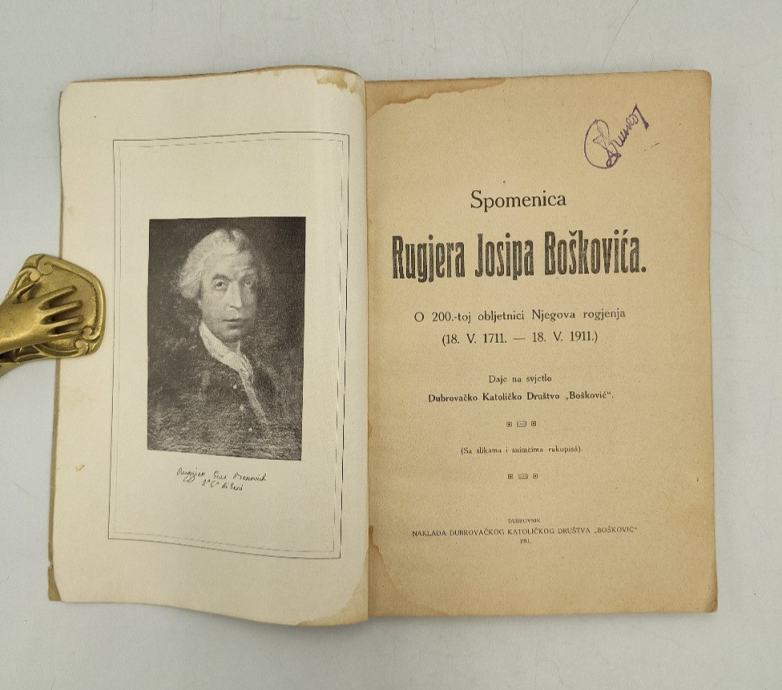 Spomenica
Rugjera Josipa Boškovića.
O 200.-toj obljetnici Njegova rogjenja
(18. V. 1711. — 18. V. 1911.)
Daje na svjetlo
Dubrovačko Katoličko Društvo „Bošković“.
(Sa slikama i snimcima rukopisâ).
DUBROVNIK
NAKLADA DUBROVAČKOG KATOLIČKOG DRUŠTVA „BOŠKOVIĆ“
1911.